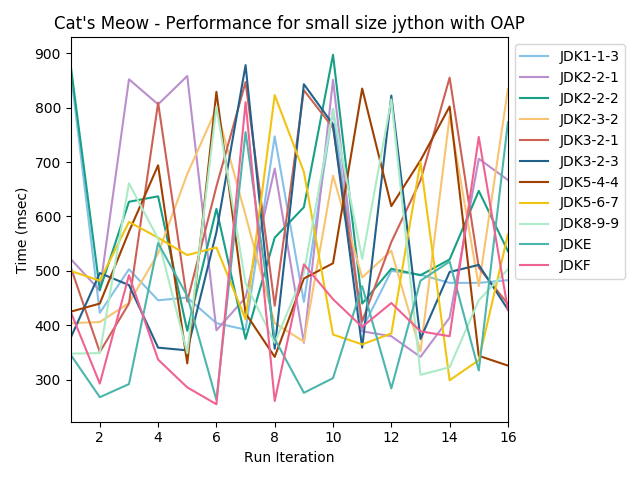 Cat's Meow - Performance for small size jython with OAP
Time (msec)
900
800
700
600
500
400
300
2
4
6
8
10
12
14
16
Run Iteration
JDK1-1-3
JDK2-2-1
JDK2-2-2
JDK2-3-2
JDK3-2-1
JDK3-2-3
JDK5-4-4
JDK5-6-7
JDK8-9-9
JDKE
JDKF